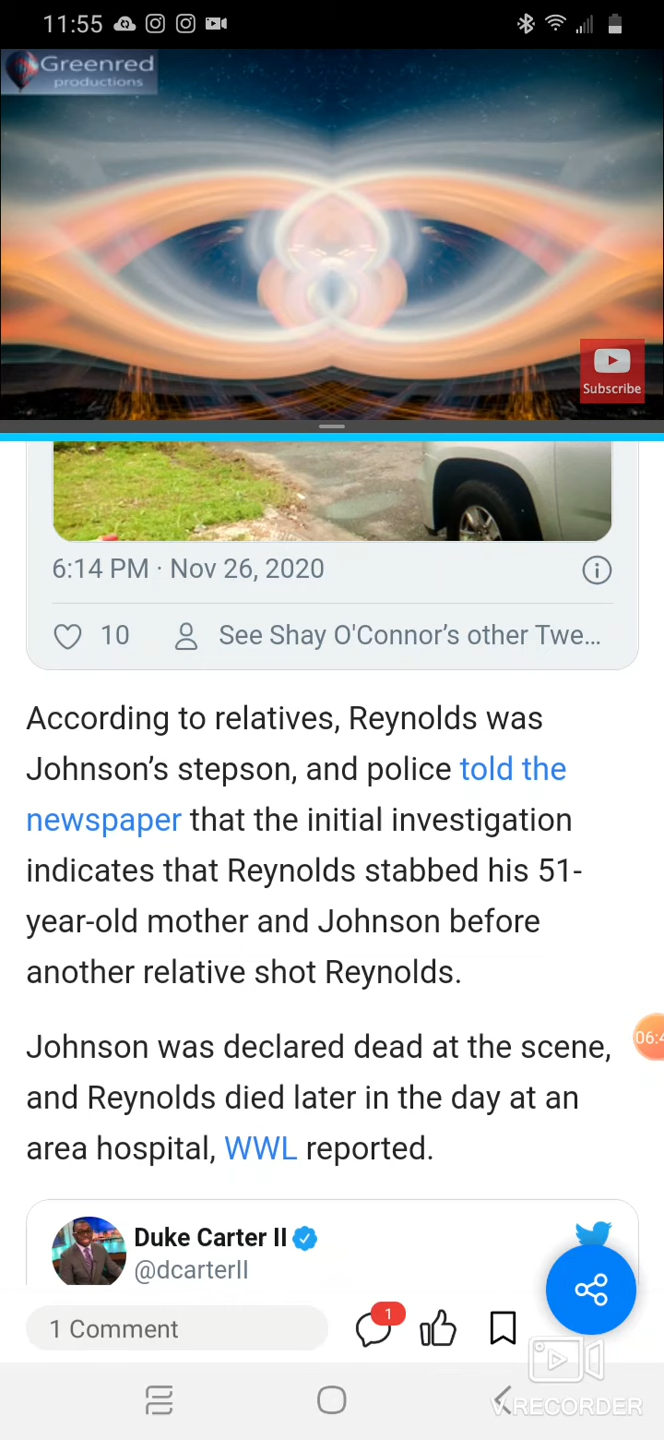 11:55
Greenred
productions
Subscribe
6:14 PM · Nov 26, 2020
10
See Shay O'Connor's other Twe...
According to relatives, Reynolds was
Johnson's stepson, and police told the
newspaper that the initial investigation
indicates that Reynolds stabbed his 51-
year-old mother and Johnson before
another relative shot Reynolds.
06:4
Johnson was declared dead at the scene,
and Reynolds died later in the day at an
area hospital, WWL reported.
Duke Carter II
@dcarterII
1 Comment
1
V.RECORDER